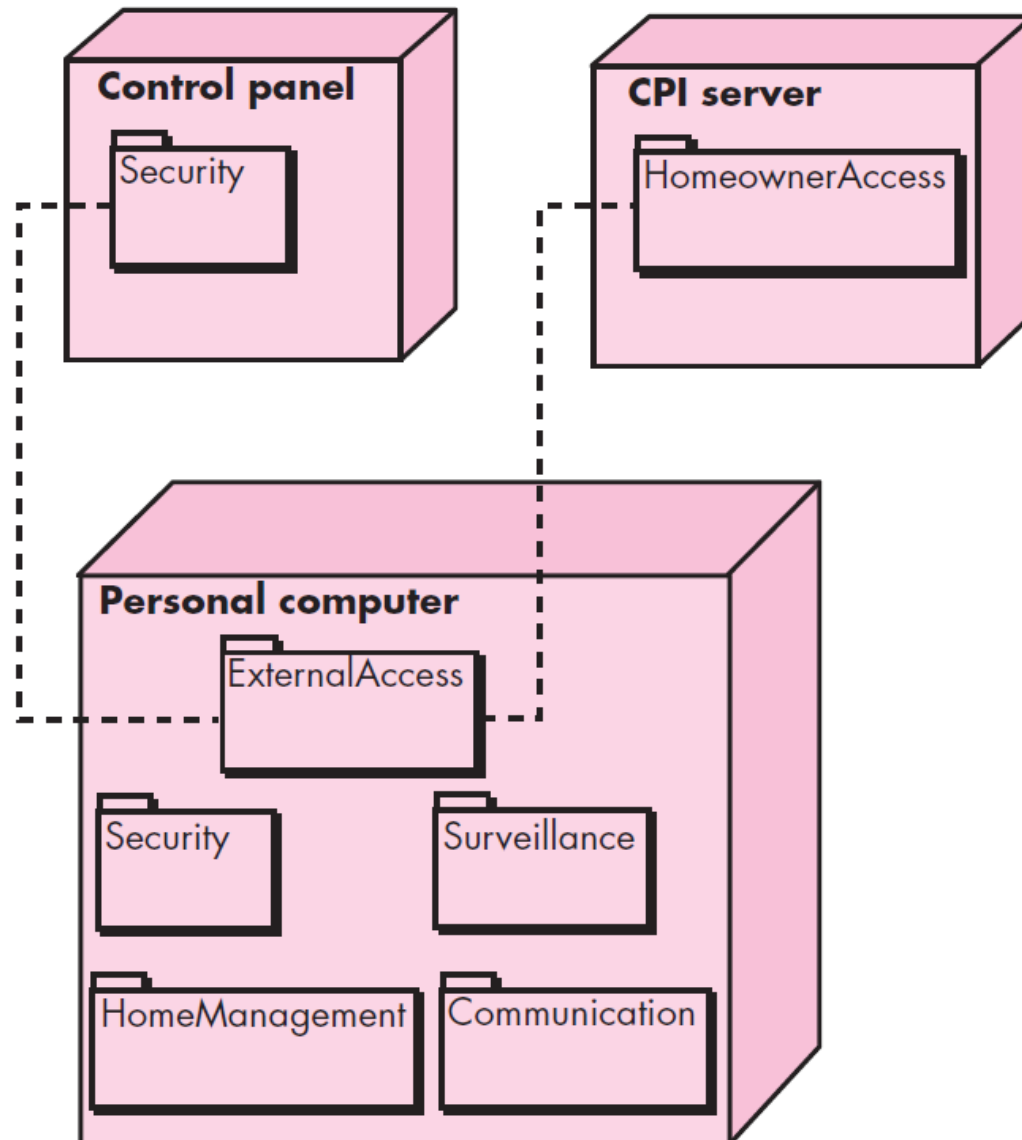 Control panel
Security
CPI server
HomeownerAccess
Personal computer
ExternalAccess
Security
Surveillance
HomeManagement
Communication